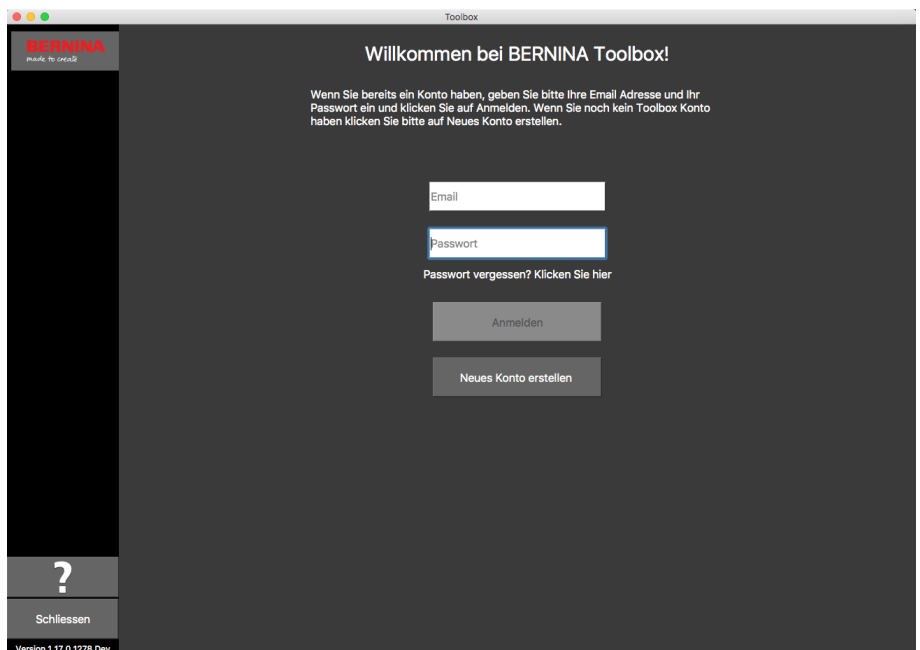 Toolbox
BERNINA
made to create
Willkommen bei BERNINA Toolbox!
Wenn Sie bereits ein Konto haben, geben Sie bitte Ihre Email Adresse und Ihr
Passwort ein und klicken Sie auf Anmelden. Wenn Sie noch kein Toolbox Konto
haben klicken Sie bitte auf Neues Konto erstellen.
Email
Passwort
Passwort vergessen? Klicken Sie hier
Anmelden
Neues Konto erstellen
?
Schliessen
Version 1.17.0.1278 Dev